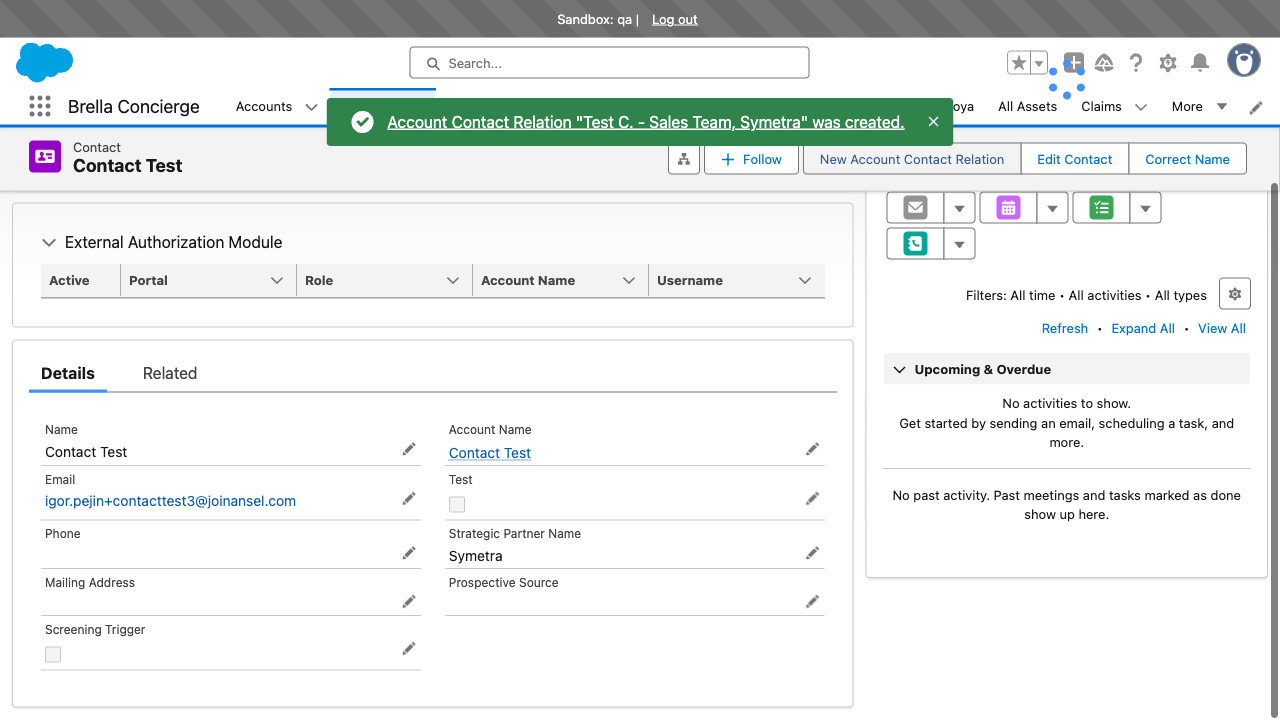 Sandbox: qa | Log out
Search...
Brella Concierge
Accounts
oya
All Assets
Claims
More
Account Contact Relation "Test C. - Sales Team, Symetra" was created.
Contact
Contact Test
Follow
New Account Contact Relation
Edit Contact
Correct Name
External Authorization Module
Active Portal Role Account Name Username
Details Related
Name
Contact Test
Account Name
Contact Test
Email
igor.pejin+contacttest3@joinansel.com
Test
Phone
Strategic Partner Name
Symetra
Mailing Address
Prospective Source
Screening Trigger
Filters: All time • All activities • All types
Refresh • Expand All • View All
Upcoming & Overdue
No activities to show.
Get started by sending an email, scheduling a task, and
more.
No past activity. Past meetings and tasks marked as done
show up here.